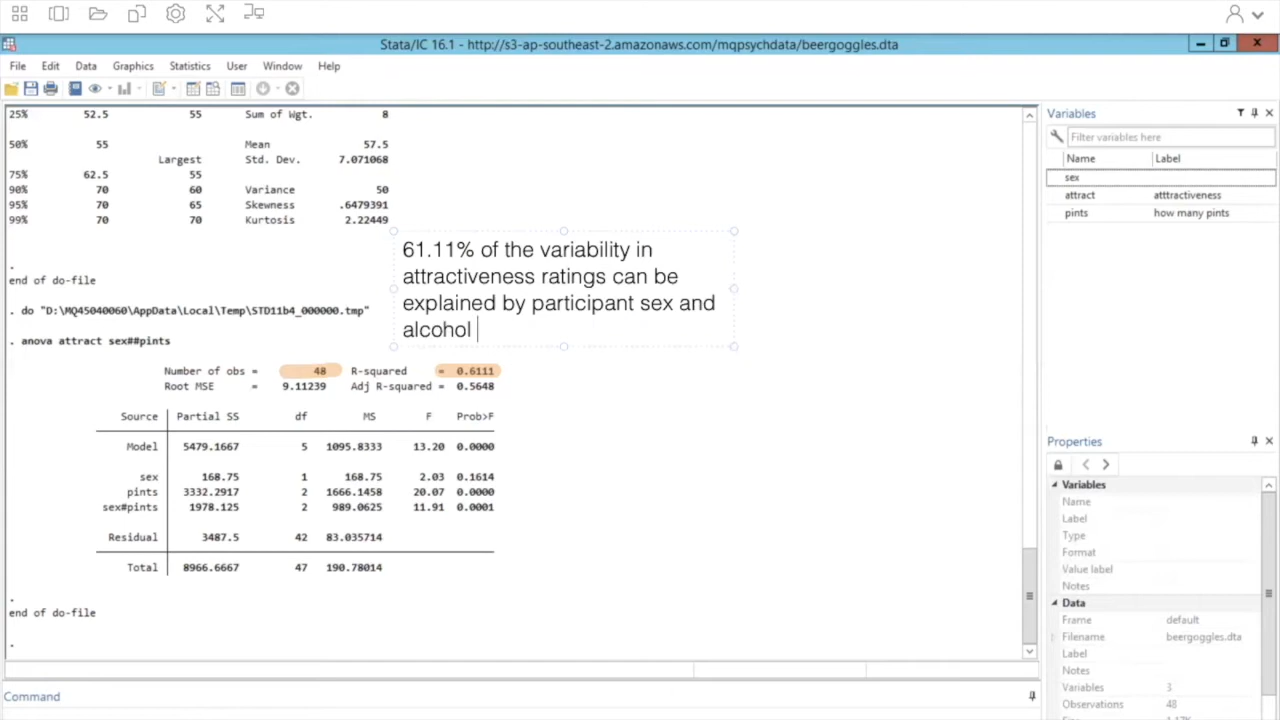 Stata/IC 16.1 - http://s3-ap-southeast-2.amazonaws.com/mqpsychdata/beergoggles.dta
File Edit Data Graphics Statistics User Window Help
25% 52.5 55 Sum of Wgt. 8
50% 55 Mean 57.5
Largest Std. Dev. 7.071068
75% 62.5 55
90% 70 60 Variance 50
95% 70 65 Skewness .6479391
99% 70 70 Kurtosis 2.22449
.
end of do-file
. do "D:\MQ45040060\AppData\Local\Temp\STD11b4_000000.tmp"
. anova attract sex##pints
61.11% of the variability in
attractiveness ratings can be
explained by participant sex and
alcohol
Number of obs = 48 R-squared = 0.6111
Root MSE = 9.11239 Adj R-squared = 0.5648
Source Partial SS df MS F Prob>F
Model 5479.1667 5 1095.8333 13.20 0.0000
sex 168.75 1 168.75 2.03 0.1614
pints 3332.2917 2 1666.1458 20.07 0.0000
sex#pints 1978.125 2 989.0625 11.91 0.0001
Residual 3487.5 42 83.035714
Total 8966.6667 47 190.78014
.
end of do-file
.
Command
Variables
Filter variables here
Name Label
sex
attract atttractiveness
pints how many pints
Properties
Variables
Name
Label
Type
Format
Value label
Notes
Data
Frame default
Filename beergoggles.dta
Label
Notes
Variables 3
Observations 48